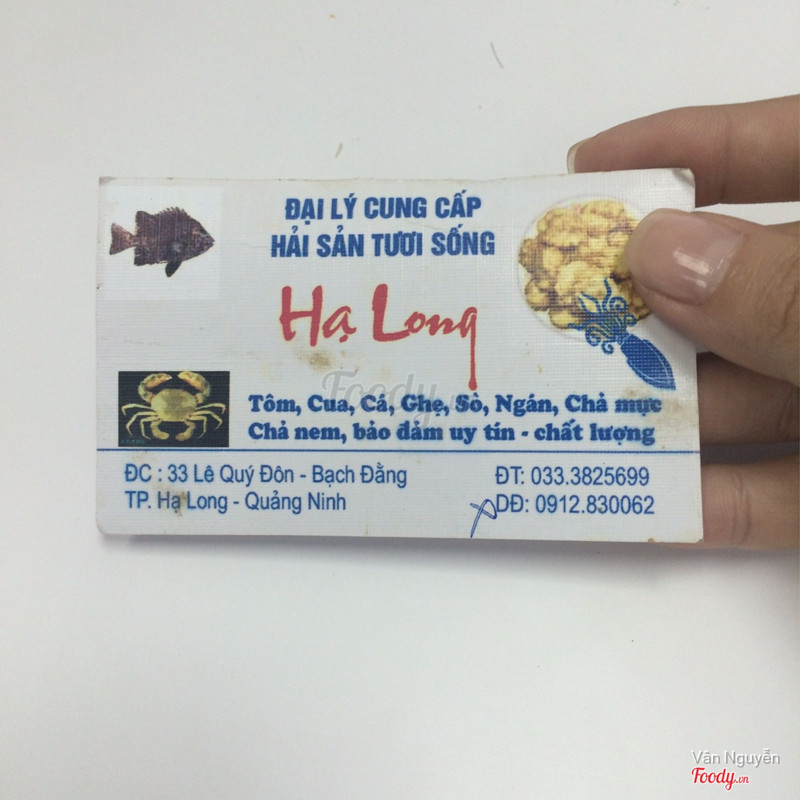 ĐẠI LÝ CUNG CẤP
HẢI SẢN TƯƠI SỐNG
Hạ Long
Foody.vn
Tôm, Cua, Cá, Ghẹ, Sò, Ngán, Chả mực
Chả nem, bảo đảm uy tín - chất lượng
ĐC : 33 Lê Quý Đôn - Bạch Đằng
TP. Hạ Long - Quảng Ninh
ĐT: 033.3825699
DĐ: 0912.830062
Vân Nguyễn
Foody.vn